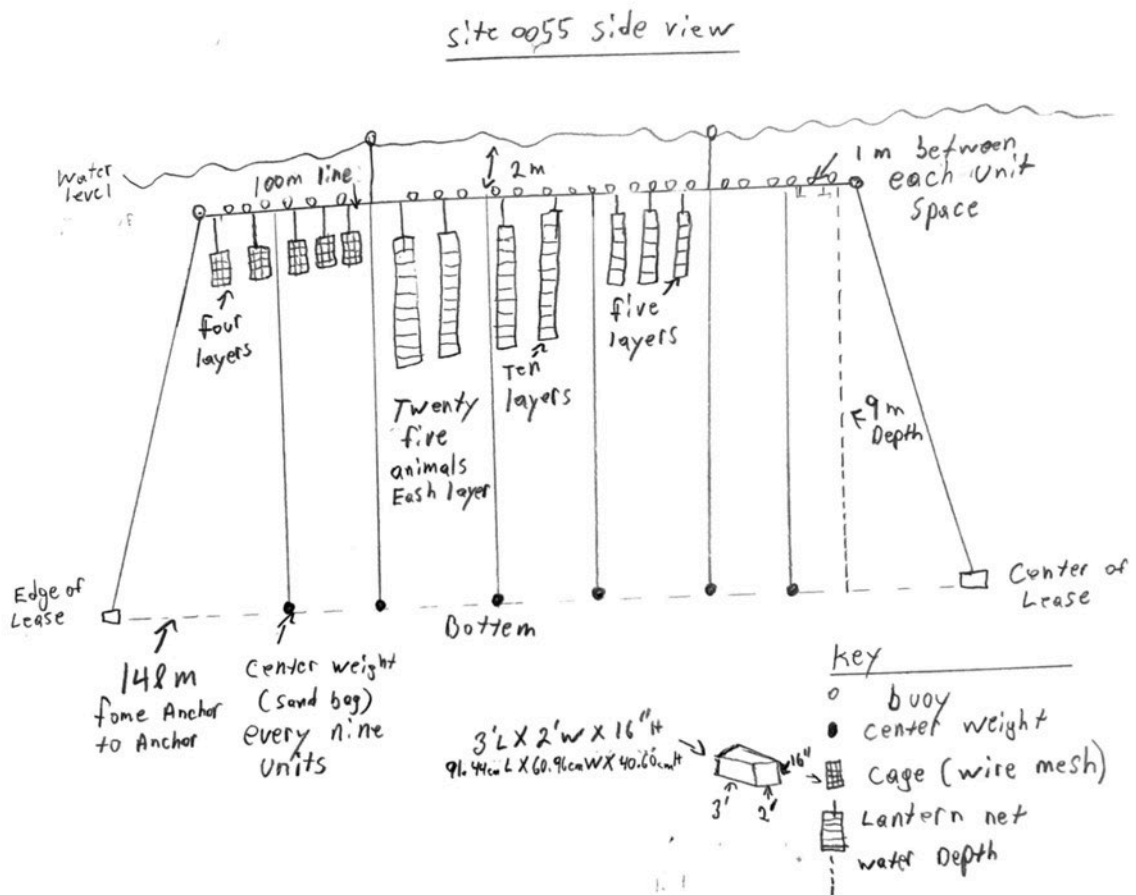 site 0055 side view
Water
level
100m line
2m
1 m between
each unit
space
four
layers
Twenty
five
animals
Eash layer
Ten
layers
five
layers
9m
Depth
Edge of
Lease
Center of
Lease
Bottem
148m
fome Anchor
to Anchor
Center weight
(sand bag)
every nine
units
3'L X 2'W X 16"H
91.44cm L X 60.96cm W X 40.60cm H
16"
3'
2'
key
buoy
center weight
Cage (wire mesh)
Lantern net
water Depth